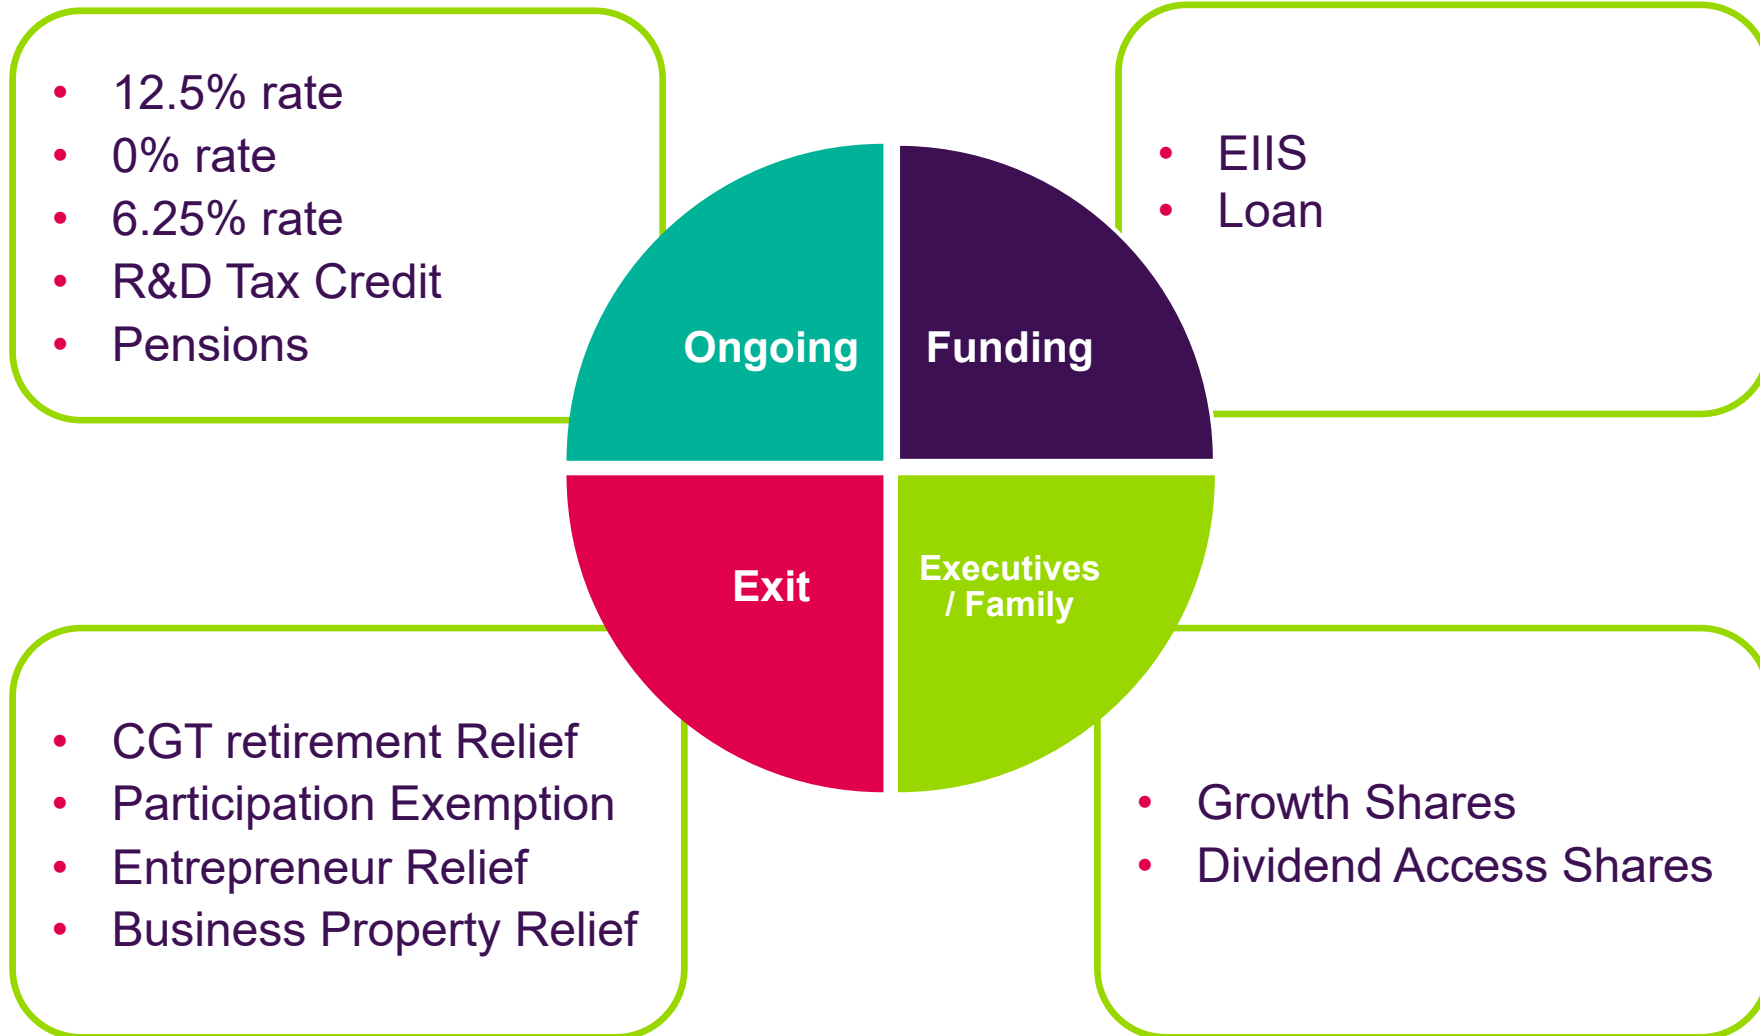 • 12.5% rate
• 0% rate
• 6.25% rate
• R&D Tax Credit
• Pensions
• EIIS
• Loan
Ongoing
Funding
Exit
Executives
/ Family
• CGT retirement Relief
• Participation Exemption
• Entrepreneur Relief
• Business Property Relief
• Growth Shares
• Dividend Access Shares